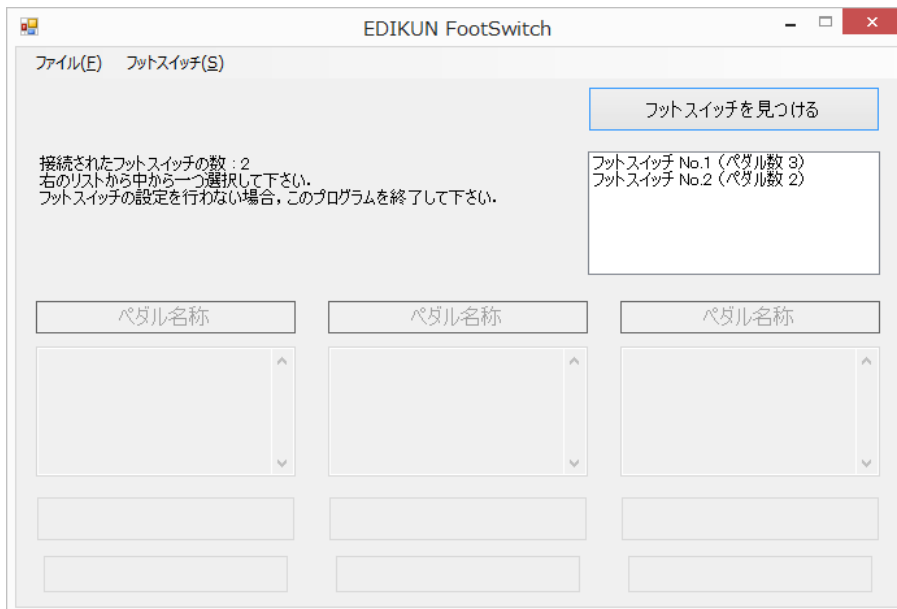 EDIKUN FootSwitch
ファイル(F) フットスイッチ(S)
フットスイッチを見つける
接続されたフットスイッチの数：2
右のリストから中から一つ選択して下さい．
フットスイッチの設定を行わない場合，このプログラムを終了して下さい．
フットスイッチ No.1 (ペダル数 3)
フットスイッチ No.2 (ペダル数 2)
ペダル名称 ペダル名称 ペダル名称